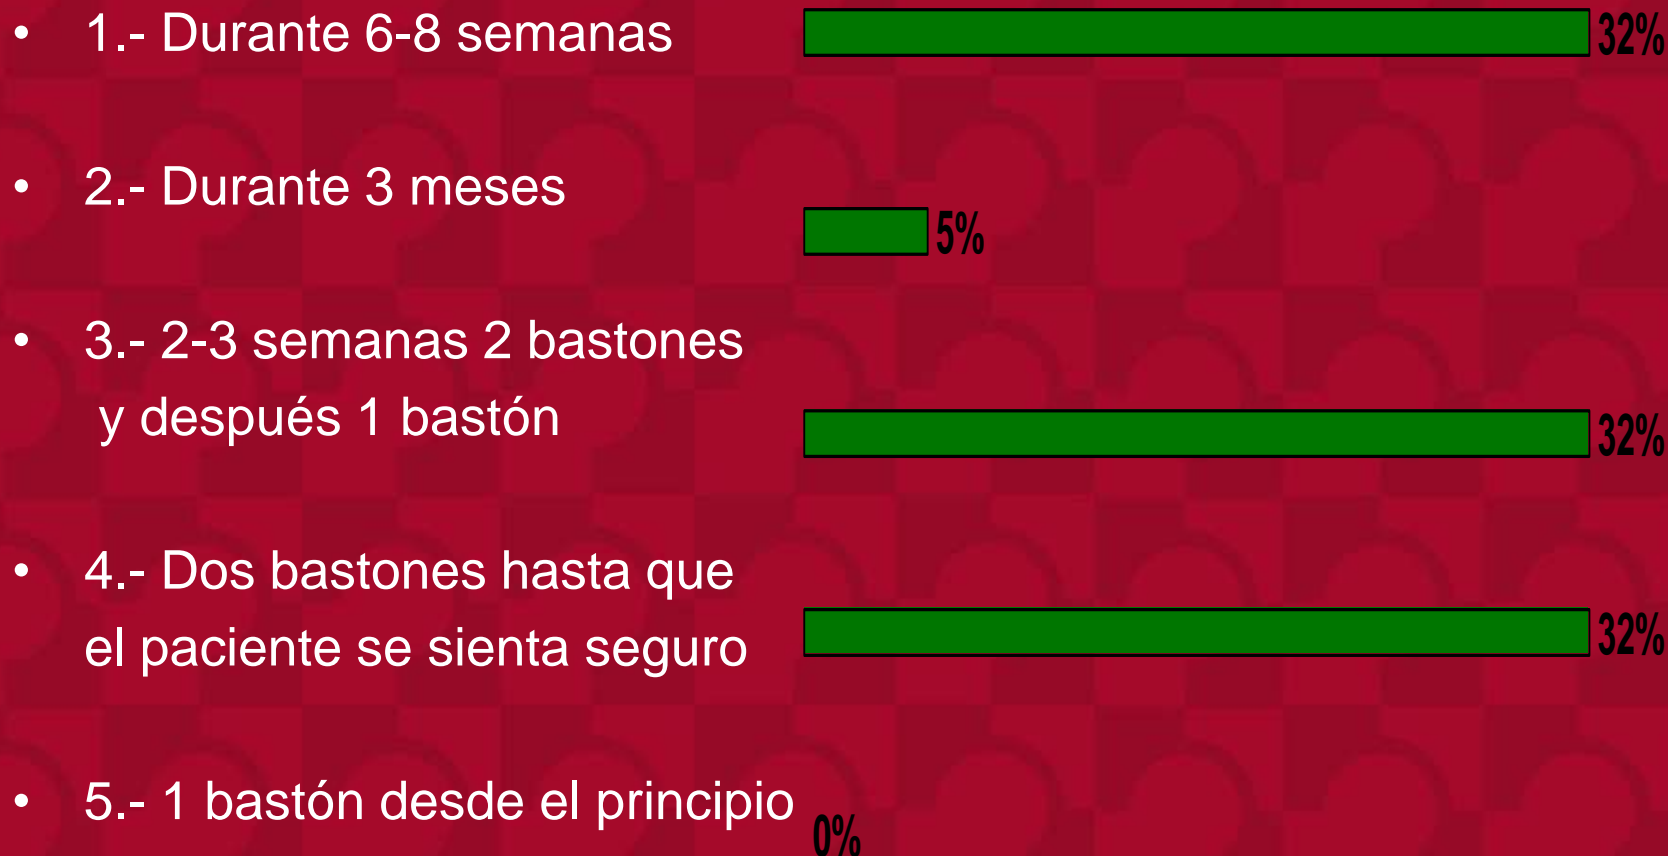 • 1.- Durante 6-8 semanas
32%
• 2.- Durante 3 meses
5%
• 3.- 2-3 semanas 2 bastones
y después 1 bastón
32%
• 4.- Dos bastones hasta que
el paciente se sienta seguro
32%
• 5.- 1 bastón desde el principio
0%